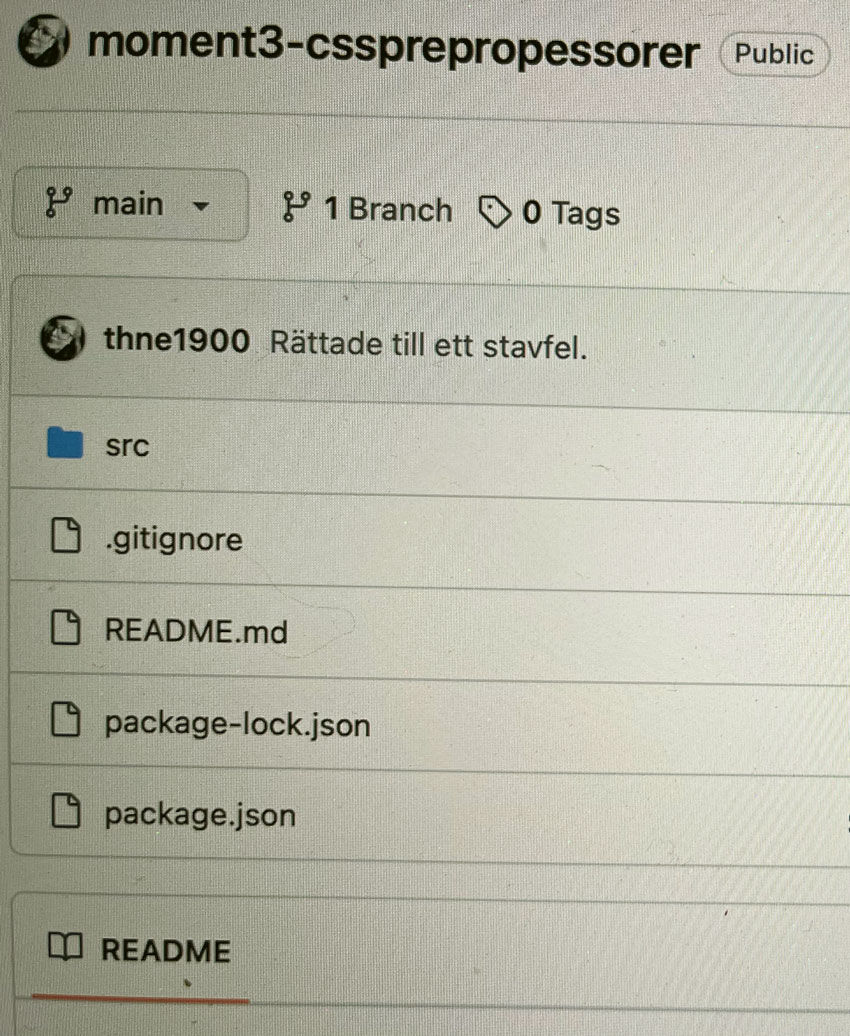 moment3-cssprepropessorer Public
main 1 Branch 0 Tags
thne1900 Rättade till ett stavfel.
src
.gitignore
README.md
package-lock.json
package.json
README